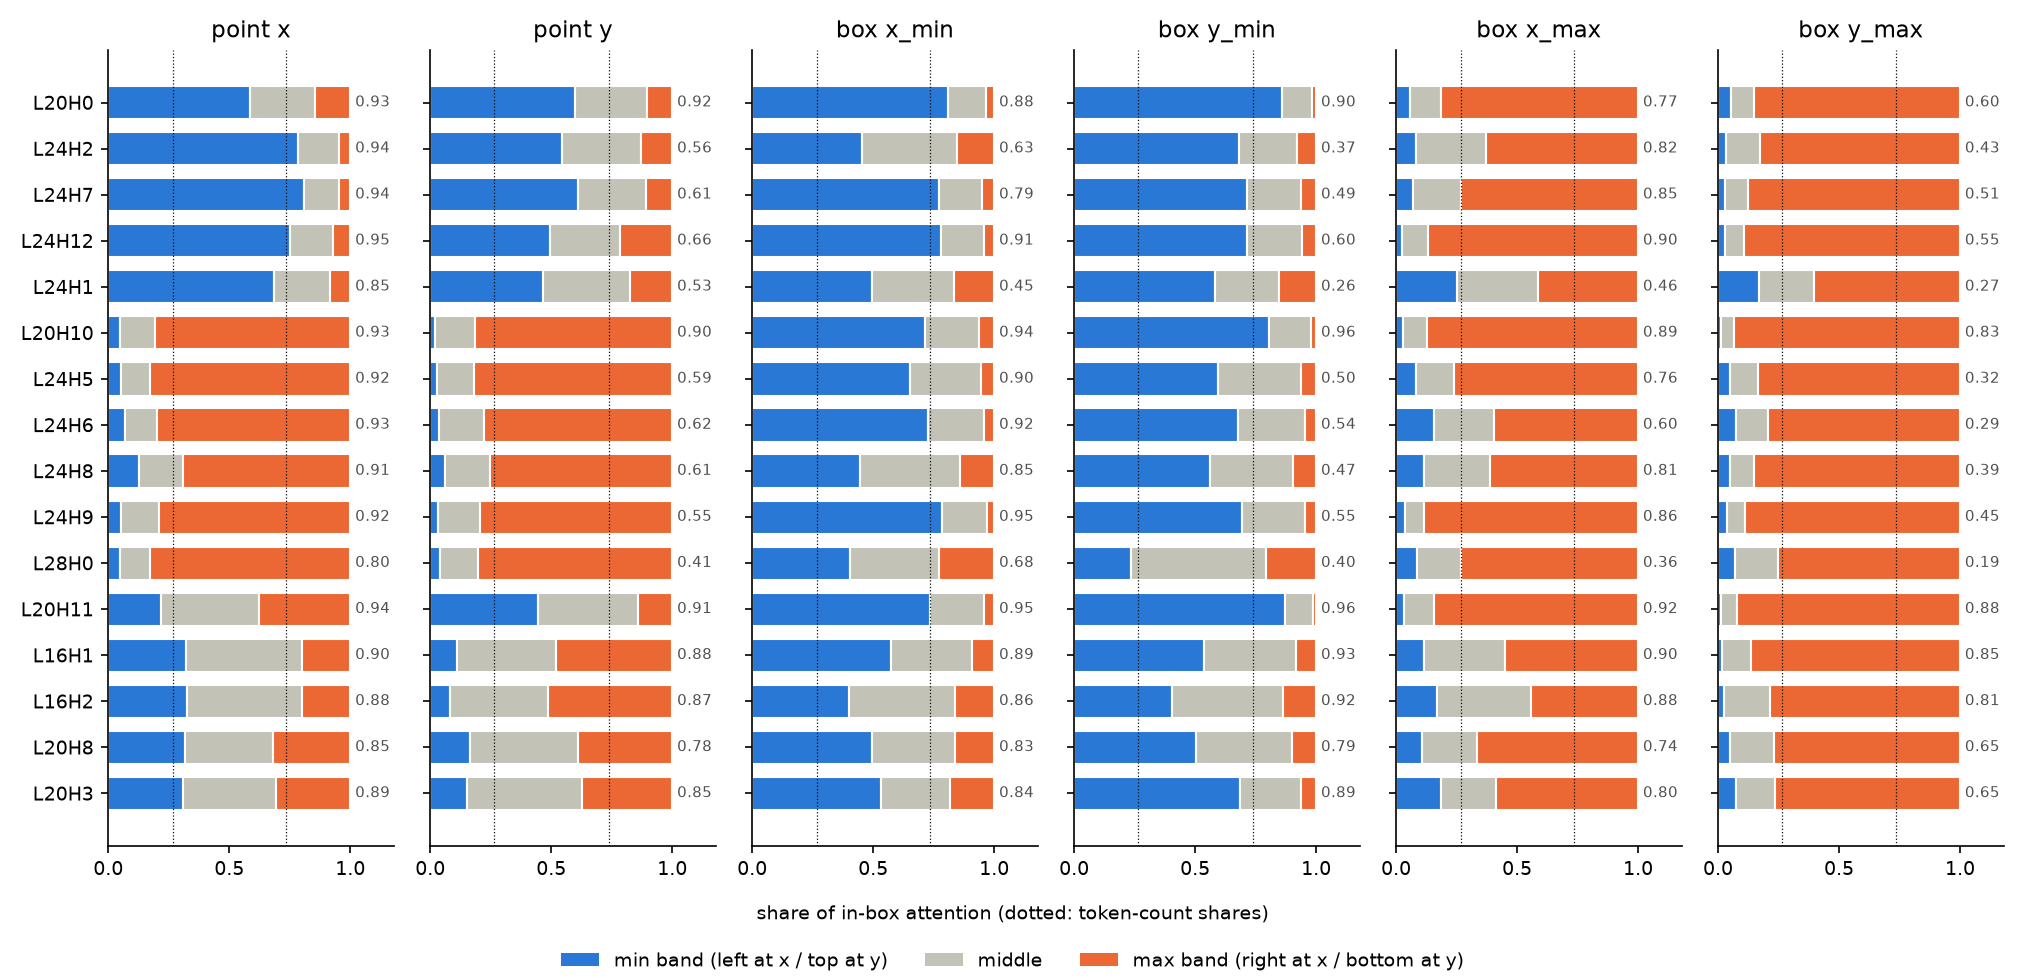 point x point y box x_min box y_min box x_max box y_max
L20H0 0.93 0.92 0.88 0.90 0.77 0.60
L24H2 0.94 0.56 0.63 0.37 0.82 0.43
L24H7 0.94 0.61 0.79 0.49 0.85 0.51
L24H12 0.95 0.66 0.91 0.60 0.90 0.55
L24H1 0.85 0.53 0.45 0.26 0.46 0.27
L20H10 0.93 0.90 0.94 0.96 0.89 0.83
L24H5 0.92 0.59 0.90 0.50 0.76 0.32
L24H6 0.93 0.62 0.92 0.54 0.60 0.29
L24H8 0.91 0.61 0.85 0.47 0.81 0.39
L24H9 0.92 0.55 0.95 0.55 0.86 0.45
L28H0 0.80 0.41 0.68 0.40 0.36 0.19
L20H11 0.94 0.91 0.95 0.96 0.92 0.88
L16H1 0.90 0.88 0.89 0.93 0.90 0.85
L16H2 0.88 0.87 0.86 0.92 0.88 0.81
L20H8 0.85 0.78 0.83 0.79 0.74 0.65
L20H3 0.89 0.85 0.84 0.89 0.80 0.65
0.0 0.5 1.0 0.0 0.5 1.0 0.0 0.5 1.0 0.0 0.5 1.0 0.0 0.5 1.0 0.0 0.5 1.0
share of in-box attention (dotted: token-count shares)
min band (left at x / top at y) middle max band (right at x / bottom at y)